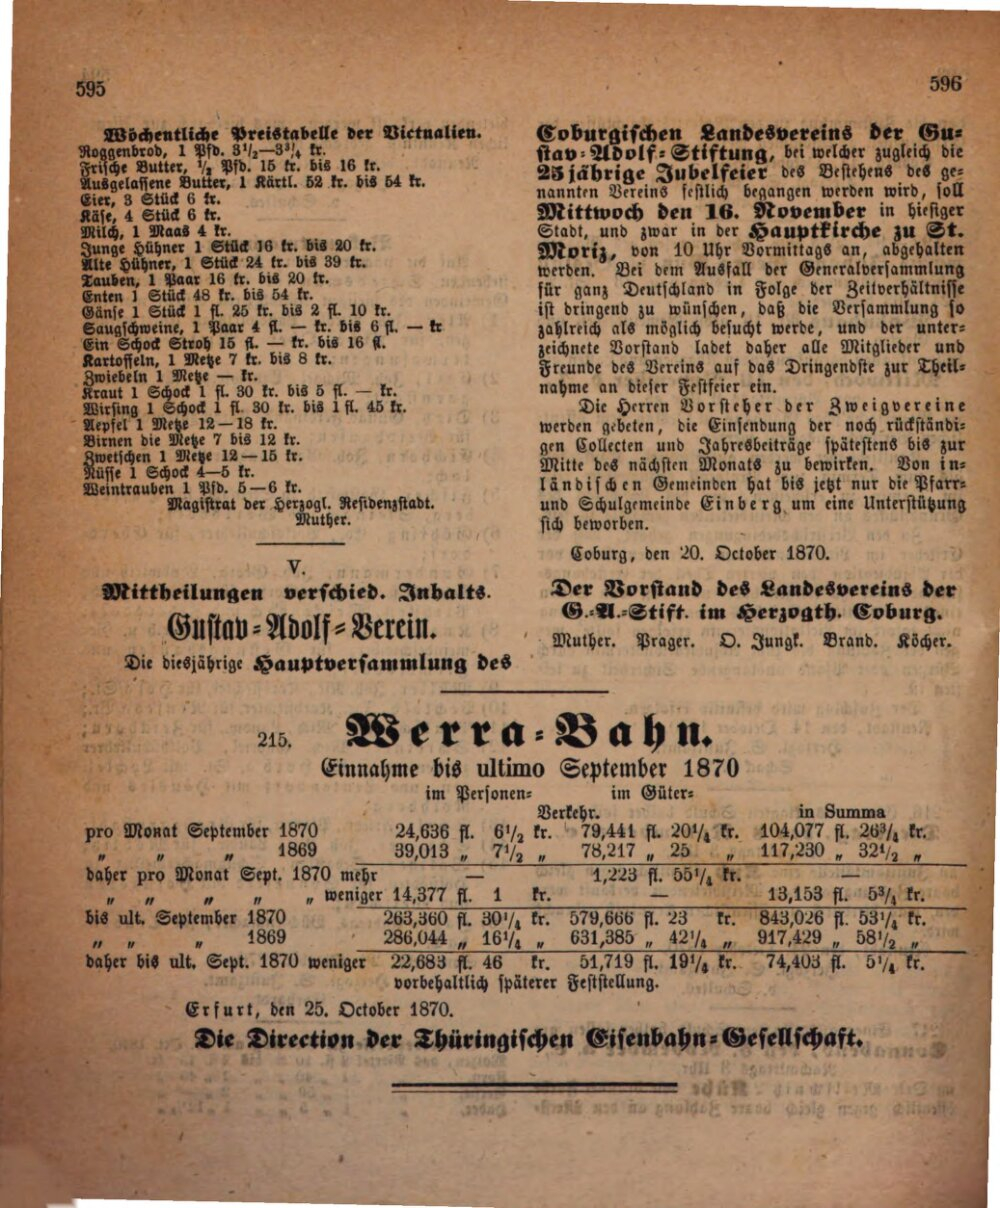 595
Wöchentliche Preistabelle der Victualien.
Roggenbrod, 1 Pfd. 3½—3¾ kr.
Frische Butter, ½ Pfd. 15 kr. bis 16 kr.
Ausgelassene Butter, 1 Kärtl. 52 kr. bis 54 kr.
Eier, 3 Stück 6 kr.
Käse, 4 Stück 6 kr.
Milch, 1 Maas 4 kr.
Junge Hühner 1 Stück 16 kr. bis 20 kr.
Alte Hühner, 1 Stück 24 kr. bis 39 kr.
Tauben, 1 Paar 16 kr. bis 20 kr.
Enten 1 Stück 48 kr. bis 54 kr.
Gänse 1 Stück 1 fl. 25 kr. bis 2 fl. 10 kr.
Saugschweine, 1 Paar 4 fl. — kr. bis 6 fl. — kr
Ein Schock Stroh 15 fl. — kr. bis 16 fl.
Kartoffeln, 1 Metze 7 kr. bis 8 kr.
Zwiebeln 1 Metze — kr.
Kraut 1 Schock 1 fl. 30 kr. bis 5 fl. — kr.
Wirsing 1 Schock 1 fl. 30 kr. bis 1 fl. 45 kr.
Aepfel 1 Metze 12—18 kr.
Birnen die Metze 7 bis 12 kr.
Zwetschen 1 Metze 12—15 kr.
Nüsse 1 Schock 4—5 kr.
Weintrauben 1 Pfd. 5—6 kr.
Magistrat der Herzogl. Residenzstadt.
Muther.
V.
Mittheilungen verschied. Inhalts.
Gustav-Adolf-Verein.
Die diesjährige Hauptversammlung des
596
Coburgischen Landesvereins der Gu-
stav-Adolf-Stiftung, bei welcher zugleich die
25jährige Jubelfeier des Bestehens des ge-
nannten Vereins festlich begangen werden wird, soll
Mittwoch den 16. November in hiesiger
Stadt, und zwar in der Hauptkirche zu St.
Moriz, von 10 Uhr Vormittags an, abgehalten
werden. Bei dem Ausfall der Generalversammlung
für ganz Deutschland in Folge der Zeitverhältnisse
ist dringend zu wünschen, daß die Versammlung so
zahlreich als möglich besucht werde, und der unter-
zeichnete Vorstand ladet daher alle Mitglieder und
Freunde des Vereins auf das Dringendste zur Theil-
nahme an dieser Festfeier ein.
Die Herren Vorsteher der Zweigvereine
werden gebeten, die Einsendung der noch rückständi-
gen Collecten und Jahresbeiträge spätestens bis zur
Mitte des nächsten Monats zu bewirken. Von in-
ländischen Gemeinden hat bis jetzt nur die Pfarr-
und Schulgemeinde Einberg um eine Unterstützung
sich beworben.
Coburg, den 20. October 1870.
Der Vorstand des Landesvereins der
G.-A.-Stift. im Herzogth. Coburg.
Muther. Prager. O. Jungk. Brand. Köcher.
215. Werra-Bahn.
Einnahme bis ultimo September 1870
im Personen- im Güter-
Verkehr. in Summa
pro Monat September 1870 24,636 fl. 6½ kr. 79,441 fl. 20¼ kr. 104,077 fl. 26¾ kr.
„ „ „ 1869 39,013 „ 7½ „ 78,217 „ 25 „ 117,230 „ 32½ „
daher pro Monat Sept. 1870 mehr — 1,223 fl. 55¼ kr. —
„ „ „ „ „ weniger 14,377 fl. 1 kr. — 13,153 fl. 5¾ kr.
bis ult. September 1870 263,360 fl. 30¼ kr. 579,666 fl. 23 kr. 843,026 fl. 53¼ kr.
„ „ „ 1869 286,044 „ 16¼ „ 631,385 „ 42¼ „ 917,429 „ 58½ „
daher bis ult. Sept. 1870 weniger 22,683 fl. 46 kr. 51,719 fl. 19¼ kr. 74,403 fl. 5¼ kr.
vorbehaltlich späterer Feststellung.
Erfurt, den 25. October 1870.
Die Direction der Thüringischen Eisenbahn-Gesellschaft.